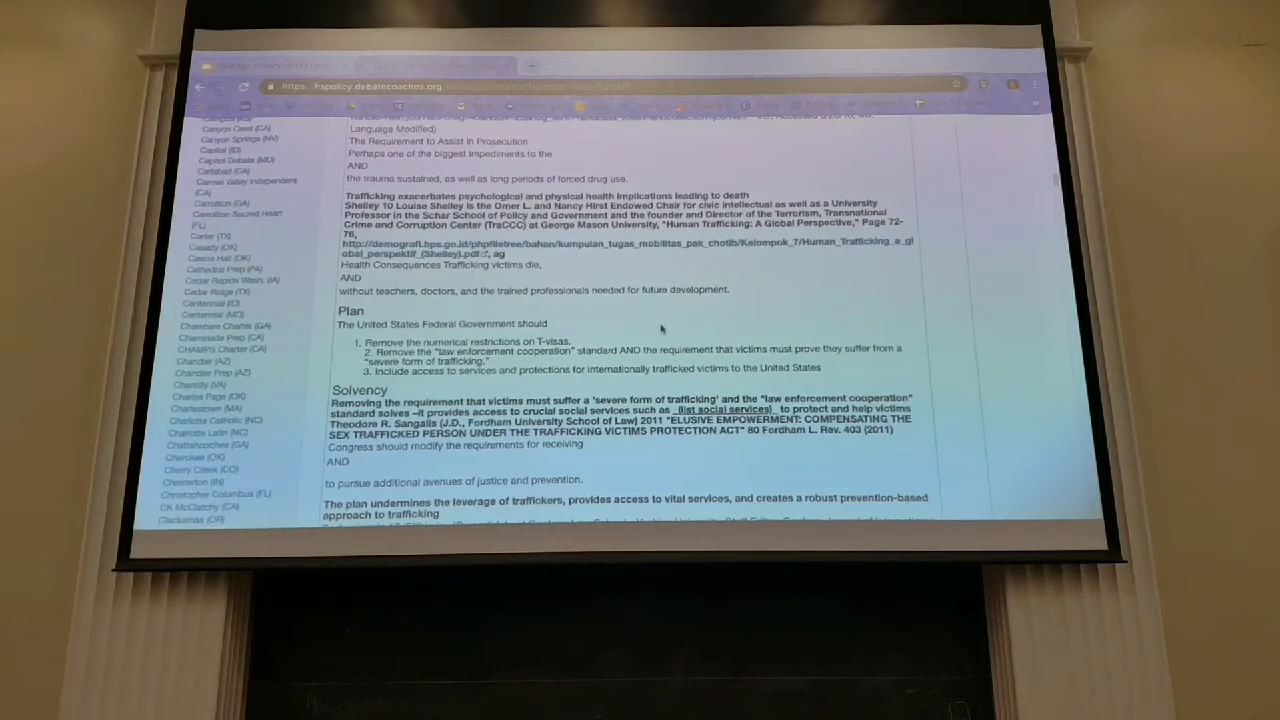 https hspolicy.debatecoaches.org
Canyon Crest (CA)
Canyon Springs (NV)
Capital (ID)
Capitol Debate (MD)
Carlsbad (CA)
Carmel Valley Independent
(CA)
Carrollton (GA)
Carrollton Sacred Heart
(FL)
Carter (TX)
Casady (OK)
Cascia Hall (OK)
Cathedral Prep (PA)
Cedar Rapids Wash. (IA)
Cedar Ridge (TX)
Centennial (ID)
Centennial (MD)
Chamblee Charter (GA)
Chaminade Prep (CA)
CHAMPS Charter (CA)
Chandler (AZ)
Chandler Prep (AZ)
Chantilly (VA)
Charles Page (OK)
Charlestown (MA)
Charlotte Catholic (NC)
Charlotte Latin (NC)
Chattahoochee (GA)
Cherokee (OK)
Cherry Creek (CO)
Chesterton (IN)
Christopher Columbus (FL)
CK McClatchy (CA)
Clackamas (OR)
Language Modified)
The Requirement to Assist in Prosecution
Perhaps one of the biggest impediments to the
AND
the trauma sustained, as well as long periods of forced drug use.
Trafficking exacerbates psychological and physical health implications leading to death
Shelley 10 Louise Shelley is the Omer L. and Nancy Hirst Endowed Chair for civic intellectual as well as a University
Professor in the Schar School of Policy and Government and the founder and Director of the Terrorism, Transnational
Crime and Corruption Center (TraCCC) at George Mason University, "Human Trafficking: A Global Perspective," Page 72-
76,
http://demografi.bps.go.id/phpfiletree/bahan/kumpulan_tugas_mobilitas_pak_chotib/Kelompok_7/Human_Trafficking_a_gl
obal_perspektif_(Shelley).pdf, ag
Health Consequences Trafficking victims die,
AND
without teachers, doctors, and the trained professionals needed for future development.
Plan
The United States Federal Government should
1. Remove the numerical restrictions on T-visas.
2. Remove the "law enforcement cooperation" standard AND the requirement that victims must prove they suffer from a
"severe form of trafficking."
3. Include access to services and protections for internationally trafficked victims to the United States
Solvency
Removing the requirement that victims must suffer a 'severe form of trafficking' and the "law enforcement cooperation"
standard solves –it provides access to crucial social services such as _(list social services)_ to protect and help victims
Theodore R. Sangalis (J.D., Fordham University School of Law) 2011 "ELUSIVE EMPOWERMENT: COMPENSATING THE
SEX TRAFFICKED PERSON UNDER THE TRAFFICKING VICTIMS PROTECTION ACT" 80 Fordham L. Rev. 403 (2011)
Congress should modify the requirements for receiving
AND
to pursue additional avenues of justice and prevention.
The plan undermines the leverage of traffickers, provides access to vital services, and creates a robust prevention-based
approach to trafficking